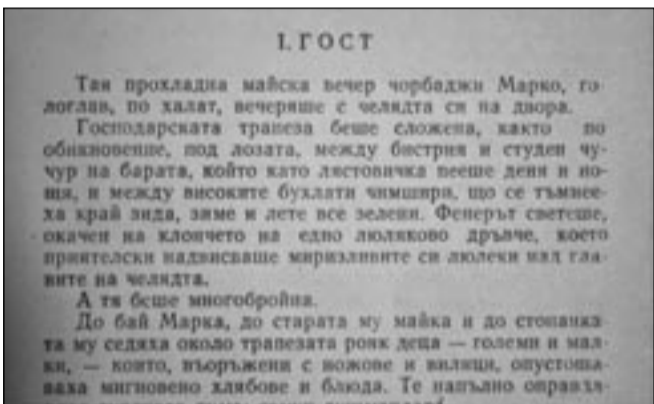 I. ГОСТ
Тая прохладна майска вечер чорбаджи Марко, го-
логлав, по халат, вечеряше с челядта си на двора.
Господарската трапеза беше сложена, както по
обикновение, под лозата, между бистрия и студен чу-
чур на барата, който като лястовичка пееше деня и но-
щя, и между високите бухлати чимшири, що се тъмнее-
ха край зида, зиме и лете все зелени. Фенерът светеше,
окачен на клончето на едно люляково дръвче, което
приятелски надвисваше миризливите си люлеки над гла-
вите на челядта.
А тя беше многобройна.
До бай Марка, до старата му майка и до стопанка-
та му седяха около трапезата рояк деца — големи и мал-
ки, — които, въоръжени с ножове и вилици, опустоша-
ваха мигновено хлябове и блюда. Те напълно оправдя-